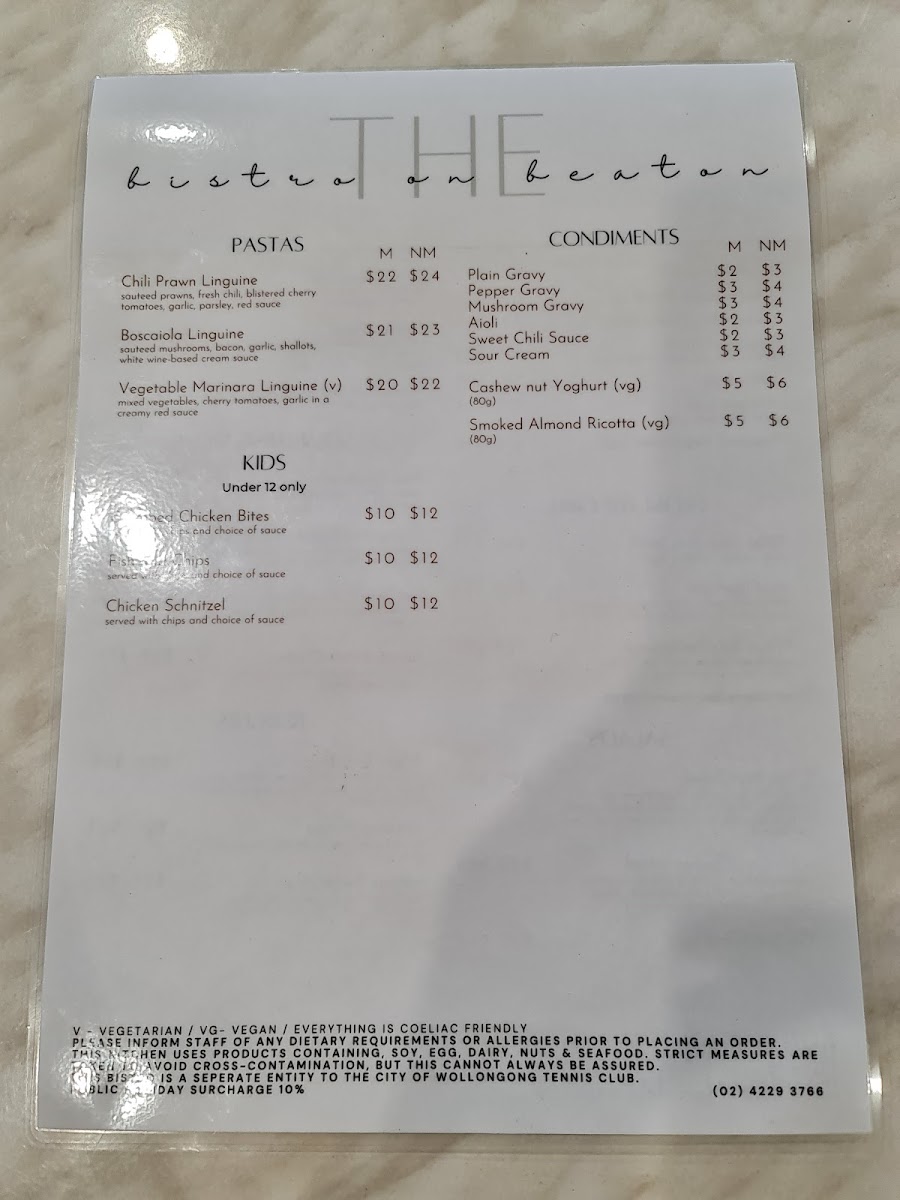 THE
bistro on beaton
PASTAS
M NM
Chili Prawn Linguine $22 $24
sauteed prawns, fresh chili, blistered cherry
tomatoes, garlic, parsley, red sauce
Boscaiola Linguine $21 $23
sauteed mushrooms, bacon, garlic, shallots,
white wine-based cream sauce
Vegetable Marinara Linguine (v) $20 $22
mixed vegetables, cherry tomatoes, garlic in a
creamy red sauce
KIDS
Under 12 only
Chicken Bites $10 $12
and choice of sauce
Chips $10 $12
served and choice of sauce
Chicken Schnitzel $10 $12
served with chips and choice of sauce
CONDIMENTS
M NM
Plain Gravy $2 $3
Pepper Gravy $3 $4
Mushroom Gravy $3 $4
Aioli $2 $3
Sweet Chili Sauce $2 $3
Sour Cream $3 $4
Cashew nut Yoghurt (vg) $5 $6
(80g)
Smoked Almond Ricotta (vg) $5 $6
(80g)
V - VEGETARIAN / VG- VEGAN / EVERYTHING IS COELIAC FRIENDLY
PLEASE INFORM STAFF OF ANY DIETARY REQUIREMENTS OR ALLERGIES PRIOR TO PLACING AN ORDER.
THIS KITCHEN USES PRODUCTS CONTAINING, SOY, EGG, DAIRY, NUTS & SEAFOOD. STRICT MEASURES ARE
TAKEN TO AVOID CROSS-CONTAMINATION, BUT THIS CANNOT ALWAYS BE ASSURED.
THIS BISTRO IS A SEPERATE ENTITY TO THE CITY OF WOLLONGONG TENNIS CLUB.
PUBLIC HOLIDAY SURCHARGE 10%
(02) 4229 3766